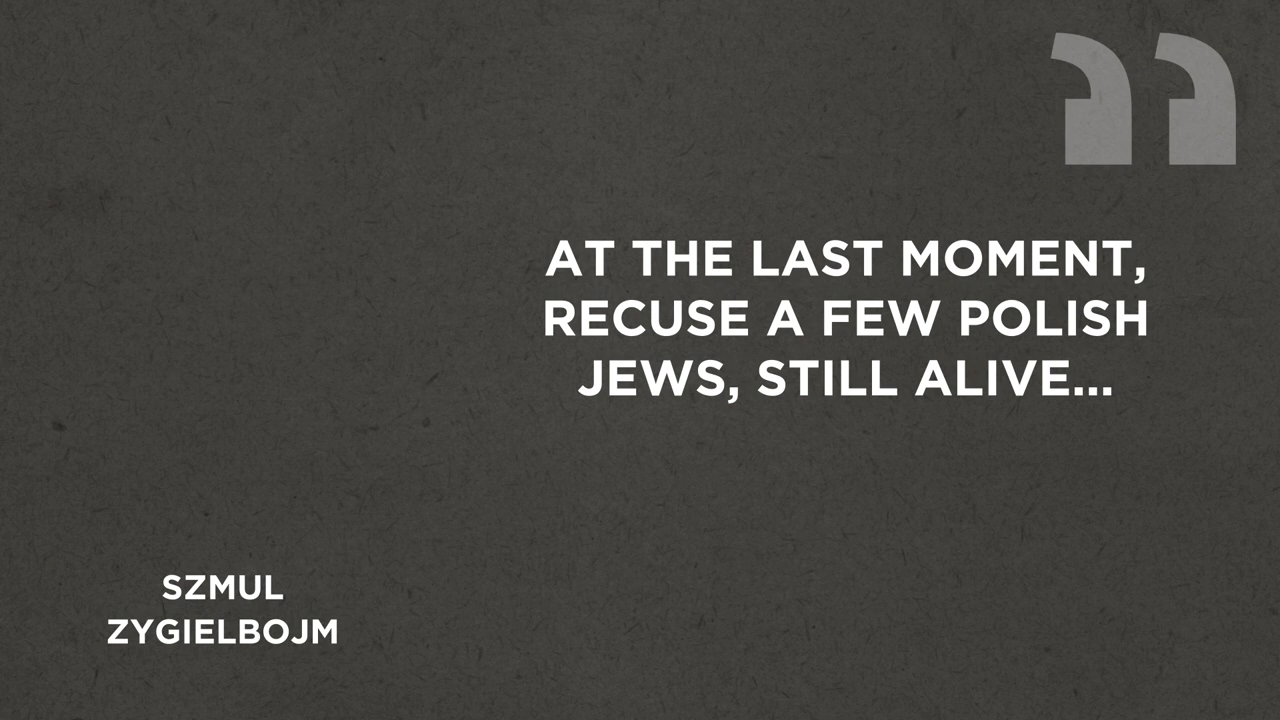 AT THE LAST MOMENT,
RECUSE A FEW POLISH
JEWS, STILL ALIVE...
SZMUL
ZYGIELBOJM